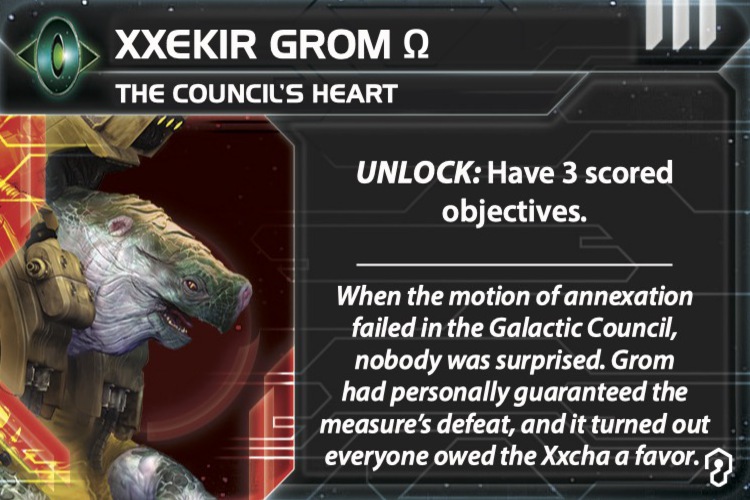 XXEKIR GROM Ω
THE COUNCIL'S HEART
UNLOCK: Have 3 scored
objectives.
When the motion of annexation
failed in the Galactic Council,
nobody was surprised. Grom
had personally guaranteed the
measure's defeat, and it turned out
everyone owed the Xxcha a favor.